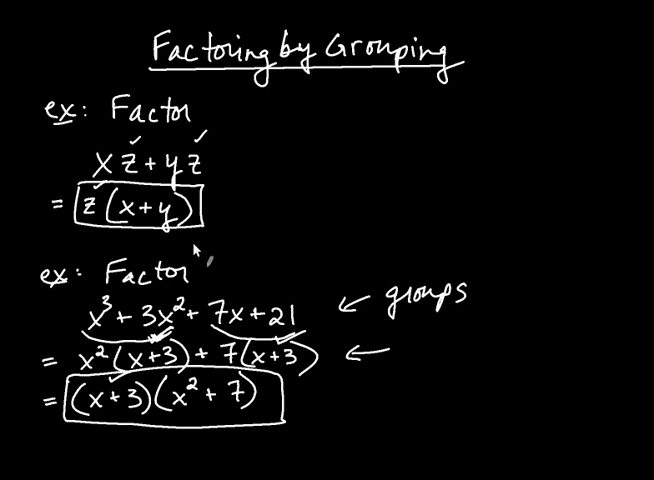 Factoring by Grouping
ex: Factor
xz + yz
= z(x+y)
ex: Factor
x³ + 3x² + 7x + 21 ← groups
= x²(x+3) + 7(x+3) ←
= (x+3)(x² + 7)